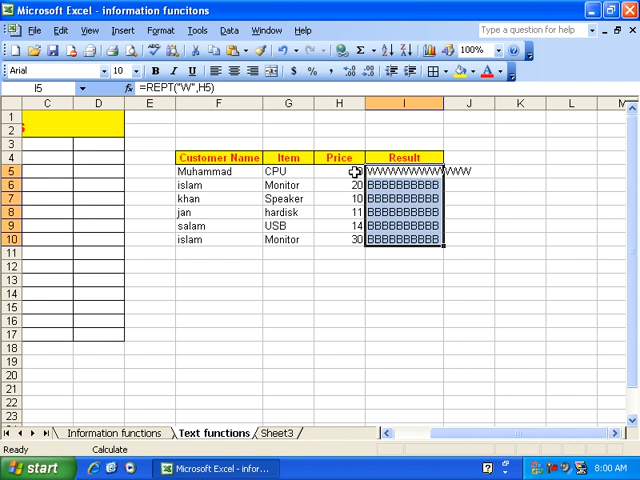 Microsoft Excel - information funcitons
File Edit View Insert Format Tools Data Window Help
Type a question for help
100%
Arial 10 B I U
I5 fx =REPT("W",H5)
C D E F G H I J K L M
1
2
3
4 Customer Name Item Price Result
5 Muhammad CPU
6 islam Monitor 20 BBBBBBBBBB
7 khan Speaker 10 BBBBBBBBBB
8 jan hardisk 11 BBBBBBBBBB
9 salam USB 14 BBBBBBBBBB
10 islam Monitor 30 BBBBBBBBBB
11
12
13
14
15
16
17
18
19
20
21
22
23
Information functions Text functions Sheet3
Ready Calculate
start Microsoft Excel - infor... 8:00 AM